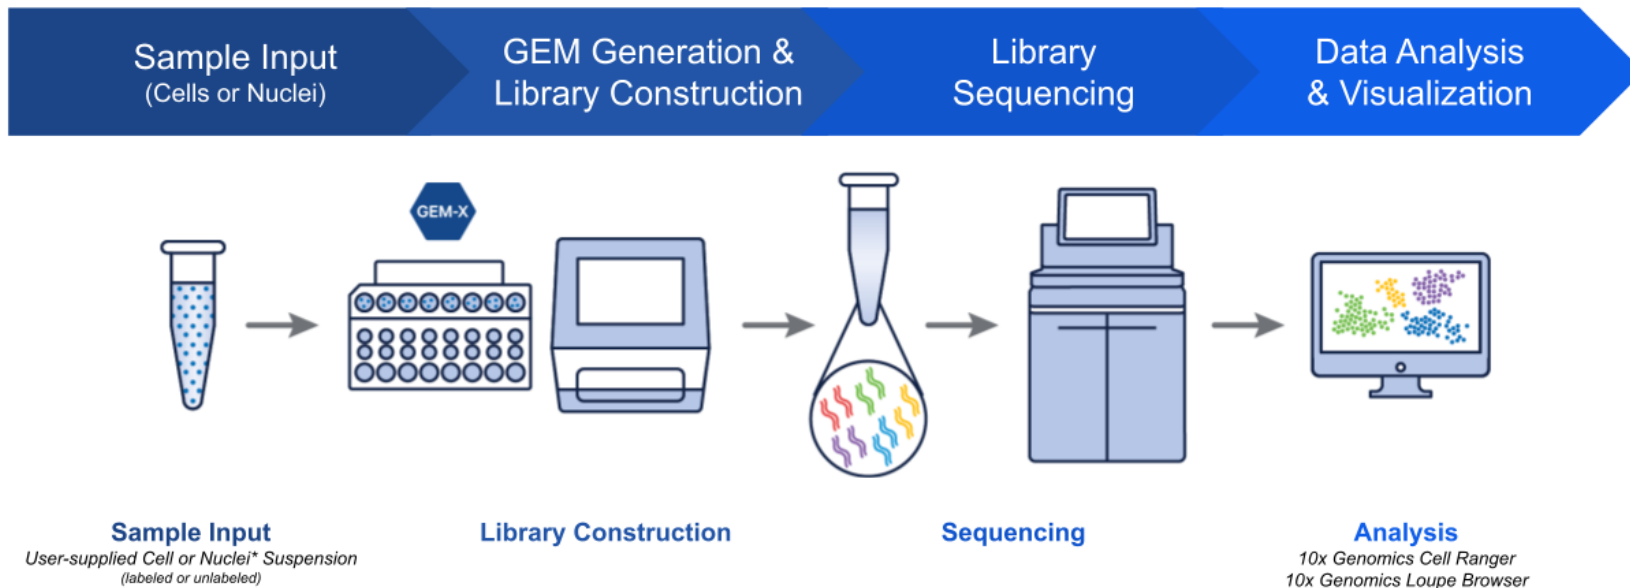 Sample Input
(Cells or Nuclei)
GEM Generation &
Library Construction
Library
Sequencing
Data Analysis
& Visualization
GEM-X
Sample Input
User-supplied Cell or Nuclei* Suspension
(labeled or unlabeled)
Library Construction
Sequencing
Analysis
10x Genomics Cell Ranger
10x Genomics Loupe Browser